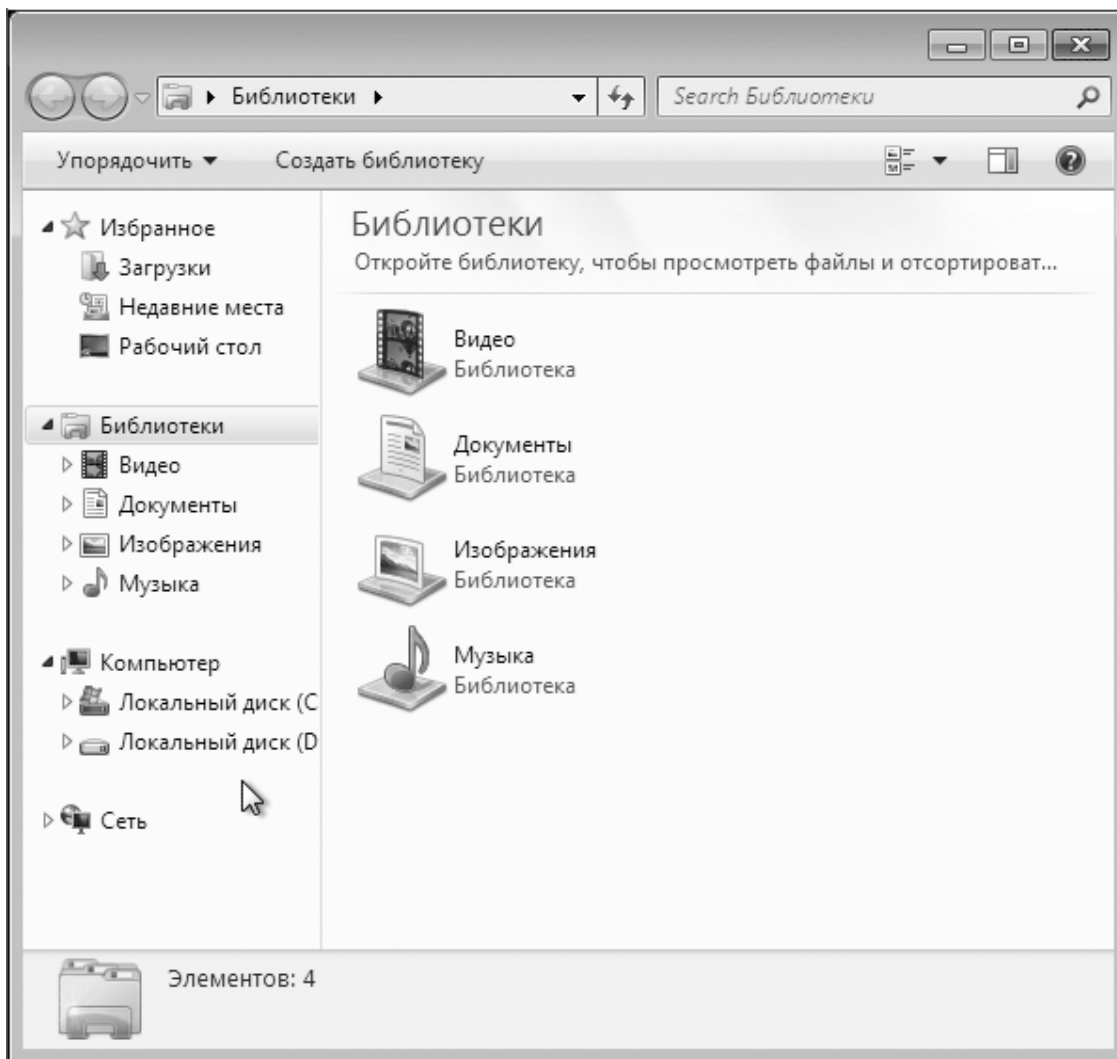 Библиотеки
Search Библиотеки
Упорядочить
Создать библиотеку
Избранное
Загрузки
Недавние места
Рабочий стол
Библиотеки
Видео
Документы
Изображения
Музыка
Компьютер
Локальный диск (C
Локальный диск (D
Сеть
Библиотеки
Откройте библиотеку, чтобы просмотреть файлы и отсортироват...
Видео
Библиотека
Документы
Библиотека
Изображения
Библиотека
Музыка
Библиотека
Элементов: 4